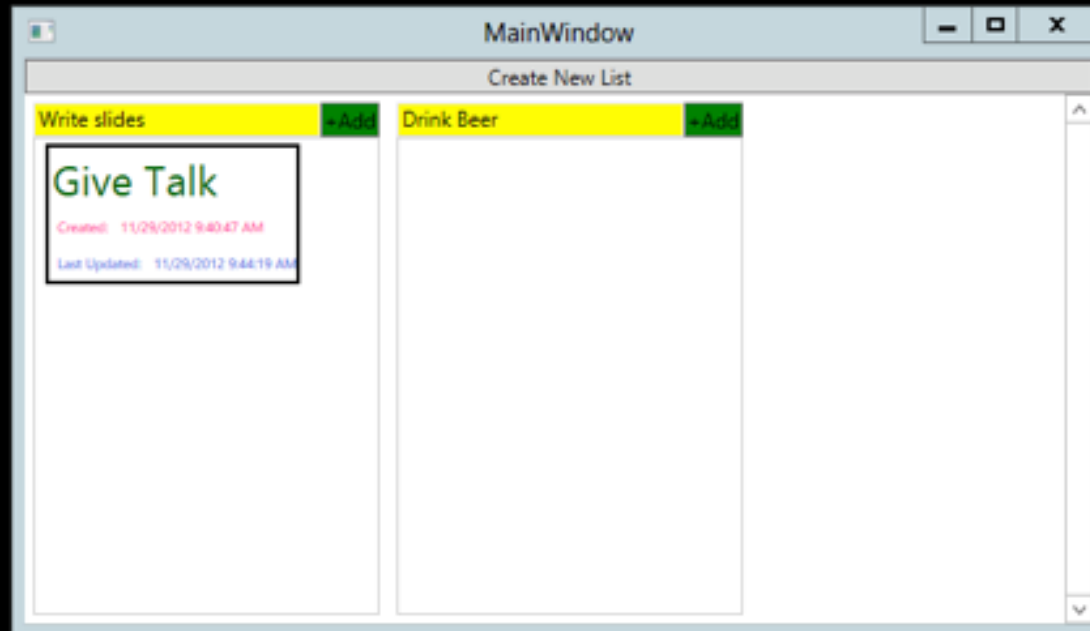 MainWindow
Create New List
Write slides +Add
Drink Beer +Add
Give Talk
Created: 11/29/2012 9:40:47 AM
Last Updated: 11/29/2012 9:44:19 AM